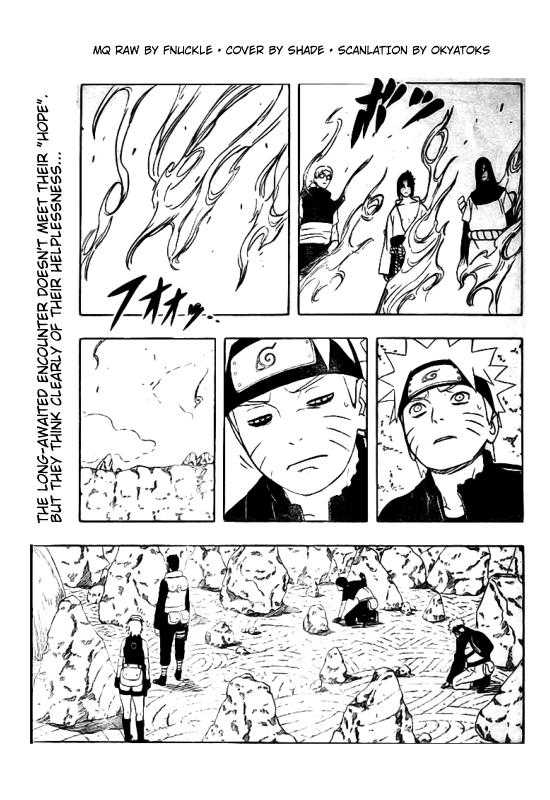 MQ RAW BY FNUCKLE • COVER BY SHADE • SCANLATION BY OKYATOKS
THE LONG-AWAITED ENCOUNTER DOESN'T MEET THEIR "HOPE".
BUT THEY THINK CLEARLY OF THEIR HELPLESSNESS...
ボッ
フオオッ...